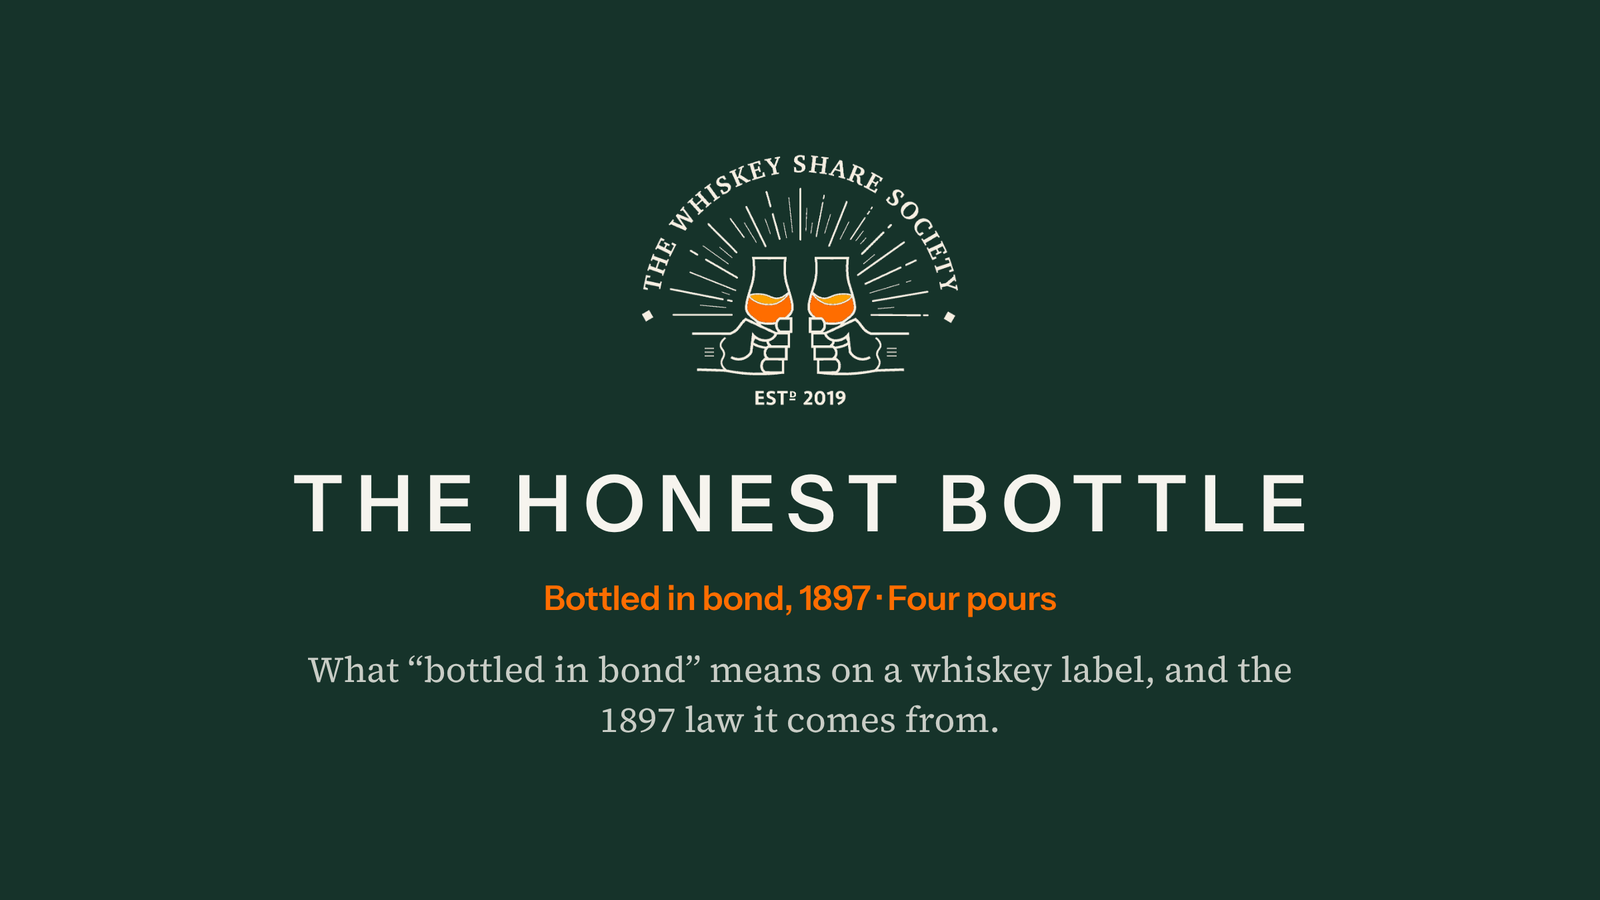 THE WHISKEY SHARE SOCIETY
ESTᴰ 2019
THE HONEST BOTTLE
Bottled in bond, 1897 · Four pours
What “bottled in bond” means on a whiskey label, and the
1897 law it comes from.